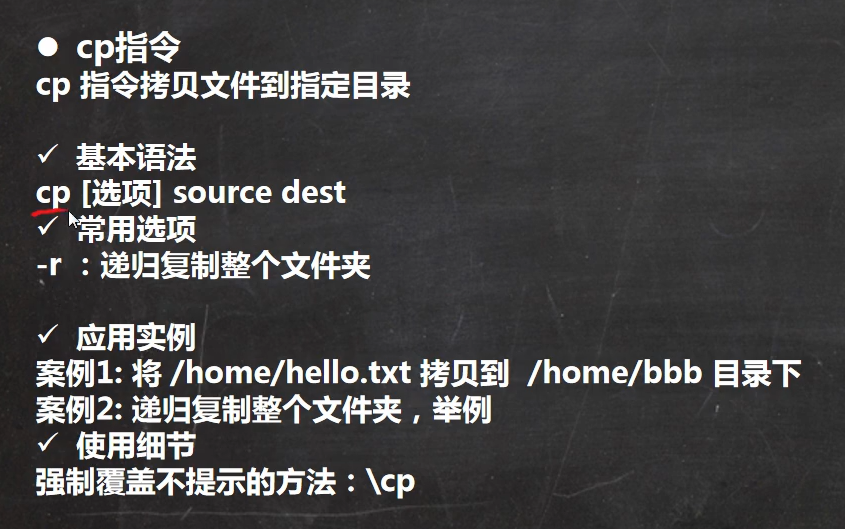 ● cp指令
cp 指令拷贝文件到指定目录
✓ 基本语法
cp [选项] source dest
✓ 常用选项
-r ：递归复制整个文件夹
✓ 应用实例
案例1: 将 /home/hello.txt 拷贝到 /home/bbb 目录下
案例2: 递归复制整个文件夹，举例
✓ 使用细节
强制覆盖不提示的方法：\cp